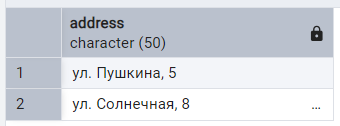 address
character (50)
1 ул. Пушкина, 5
2 ул. Солнечная, 8 ...